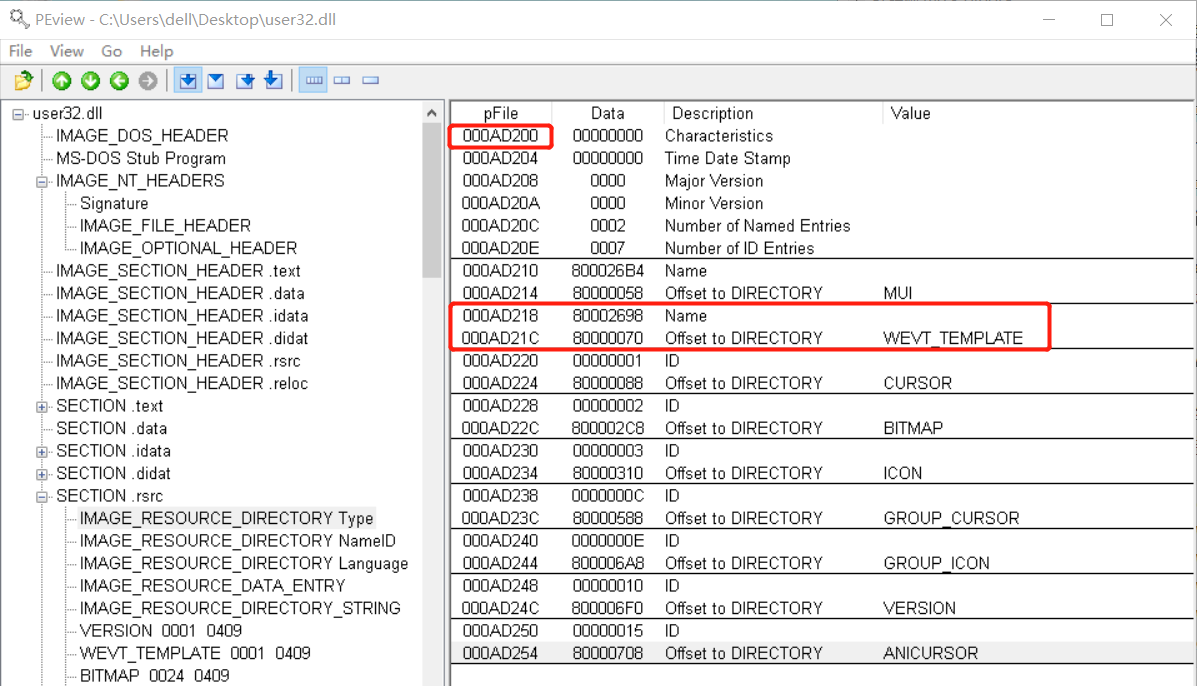 PEview - C:\Users\dell\Desktop\user32.dll
File View Go Help
user32.dll
IMAGE_DOS_HEADER
MS-DOS Stub Program
IMAGE_NT_HEADERS
Signature
IMAGE_FILE_HEADER
IMAGE_OPTIONAL_HEADER
IMAGE_SECTION_HEADER .text
IMAGE_SECTION_HEADER .data
IMAGE_SECTION_HEADER .idata
IMAGE_SECTION_HEADER .didat
IMAGE_SECTION_HEADER .rsrc
IMAGE_SECTION_HEADER .reloc
SECTION .text
SECTION .data
SECTION .idata
SECTION .didat
SECTION .rsrc
IMAGE_RESOURCE_DIRECTORY Type
IMAGE_RESOURCE_DIRECTORY NameID
IMAGE_RESOURCE_DIRECTORY Language
IMAGE_RESOURCE_DATA_ENTRY
IMAGE_RESOURCE_DIRECTORY_STRING
VERSION 0001 0409
WEVT_TEMPLATE 0001 0409
BITMAP 0024 0409
pFile Data Description Value
000AD200 00000000 Characteristics
000AD204 00000000 Time Date Stamp
000AD208 0000 Major Version
000AD20A 0000 Minor Version
000AD20C 0002 Number of Named Entries
000AD20E 0007 Number of ID Entries
000AD210 800026B4 Name
000AD214 80000058 Offset to DIRECTORY MUI
000AD218 80002698 Name
000AD21C 80000070 Offset to DIRECTORY WEVT_TEMPLATE
000AD220 00000001 ID
000AD224 80000088 Offset to DIRECTORY CURSOR
000AD228 00000002 ID
000AD22C 800002C8 Offset to DIRECTORY BITMAP
000AD230 00000003 ID
000AD234 80000310 Offset to DIRECTORY ICON
000AD238 0000000C ID
000AD23C 80000588 Offset to DIRECTORY GROUP_CURSOR
000AD240 0000000E ID
000AD244 800006A8 Offset to DIRECTORY GROUP_ICON
000AD248 00000010 ID
000AD24C 800006F0 Offset to DIRECTORY VERSION
000AD250 00000015 ID
000AD254 80000708 Offset to DIRECTORY ANICURSOR